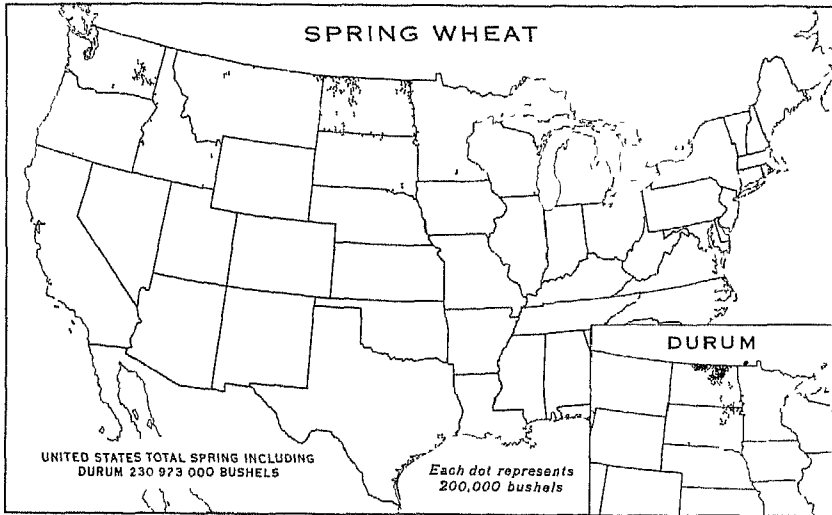 SPRING WHEAT
DURUM
UNITED STATES TOTAL SPRING INCLUDING
DURUM 230 973 000 BUSHELS
Each dot represents
200,000 bushels